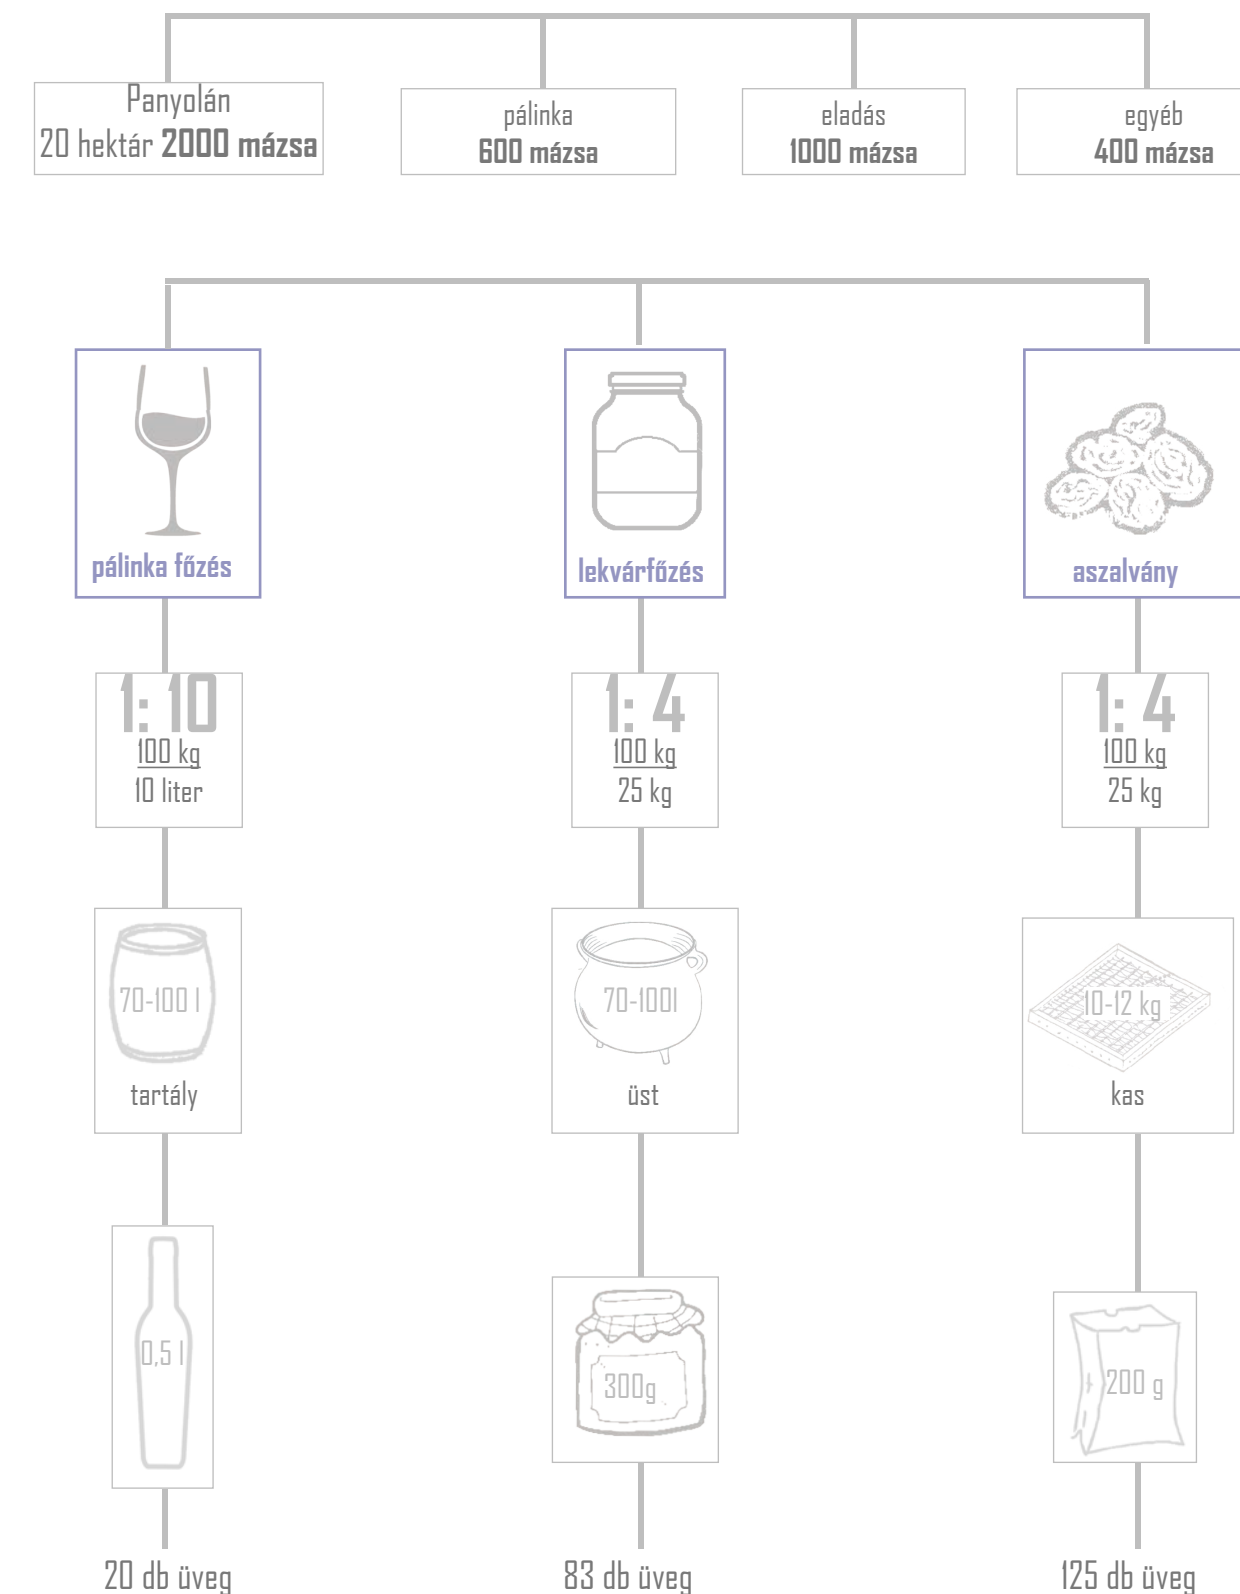 Panyolán
20 hektár 2000 mázsa
pálinka
600 mázsa
eladás
1000 mázsa
egyéb
400 mázsa
pálinka főzés
lekvárfőzés
aszalvány
1: 10
100 kg
10 liter
1: 4
100 kg
25 kg
1: 4
100 kg
25 kg
70-100 l
tartály
70-100l
üst
10-12 kg
kas
0,5 l
300g
200 g
20 db üveg
83 db üveg
125 db üveg